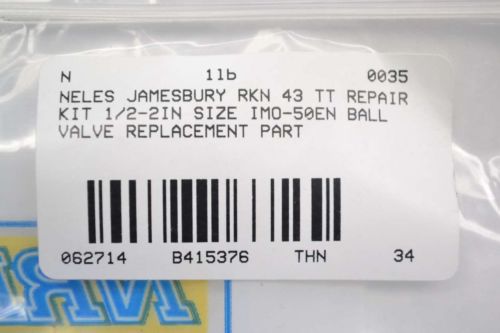 N 1lb 0035
NELES JAMESBURY RKN 43 TT REPAIR
KIT 1/2-2IN SIZE IMO-50EN BALL
VALVE REPLACEMENT PART
062714 B415376 THN 34